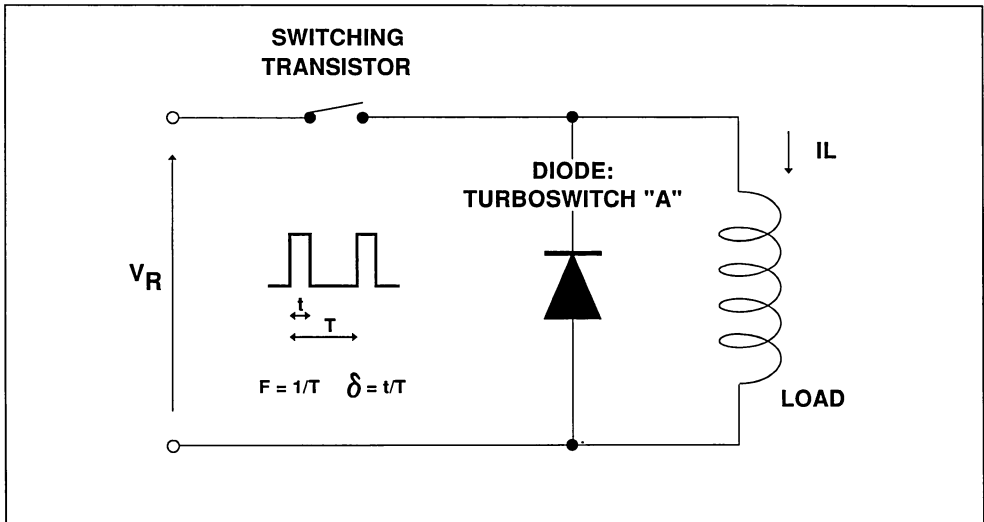 SWITCHING
TRANSISTOR
IL
DIODE:
TURBOSWITCH "A"
VR
t
T
F = 1/T δ = t/T
LOAD